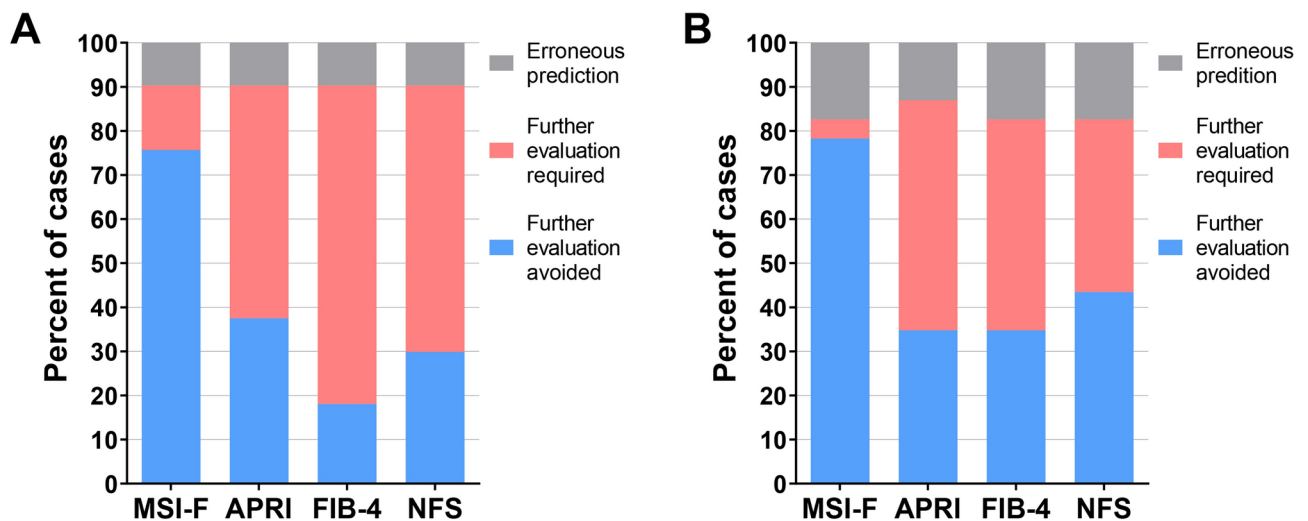 A
Percent of cases
100
90
80
70
60
50
40
30
20
10
0
MSI-F APRI FIB-4 NFS
Erroneous
prediction
Further
evaluation
required
Further
evaluation
avoided
B
Percent of cases
100
90
80
70
60
50
40
30
20
10
0
MSI-F APRI FIB-4 NFS
Erroneous
predition
Further
evaluation
required
Further
evaluation
avoided